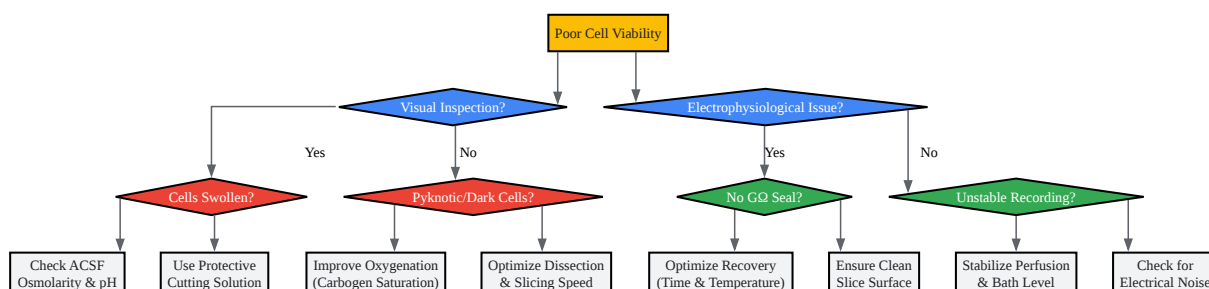 Poor Cell Viability
Visual Inspection?
Electrophysiological Issue?
Yes
No
Yes
No
Cells Swollen?
Pyknotic/Dark Cells?
No GΩ Seal?
Unstable Recording?
Check ACSF
Osmolarity & pH
Use Protective
Cutting Solution
Improve Oxygenation
(Carbogen Saturation)
Optimize Dissection
& Slicing Speed
Optimize Recovery
(Time & Temperature)
Ensure Clean
Slice Surface
Stabilize Perfusion
& Bath Level
Check for
Electrical Noise